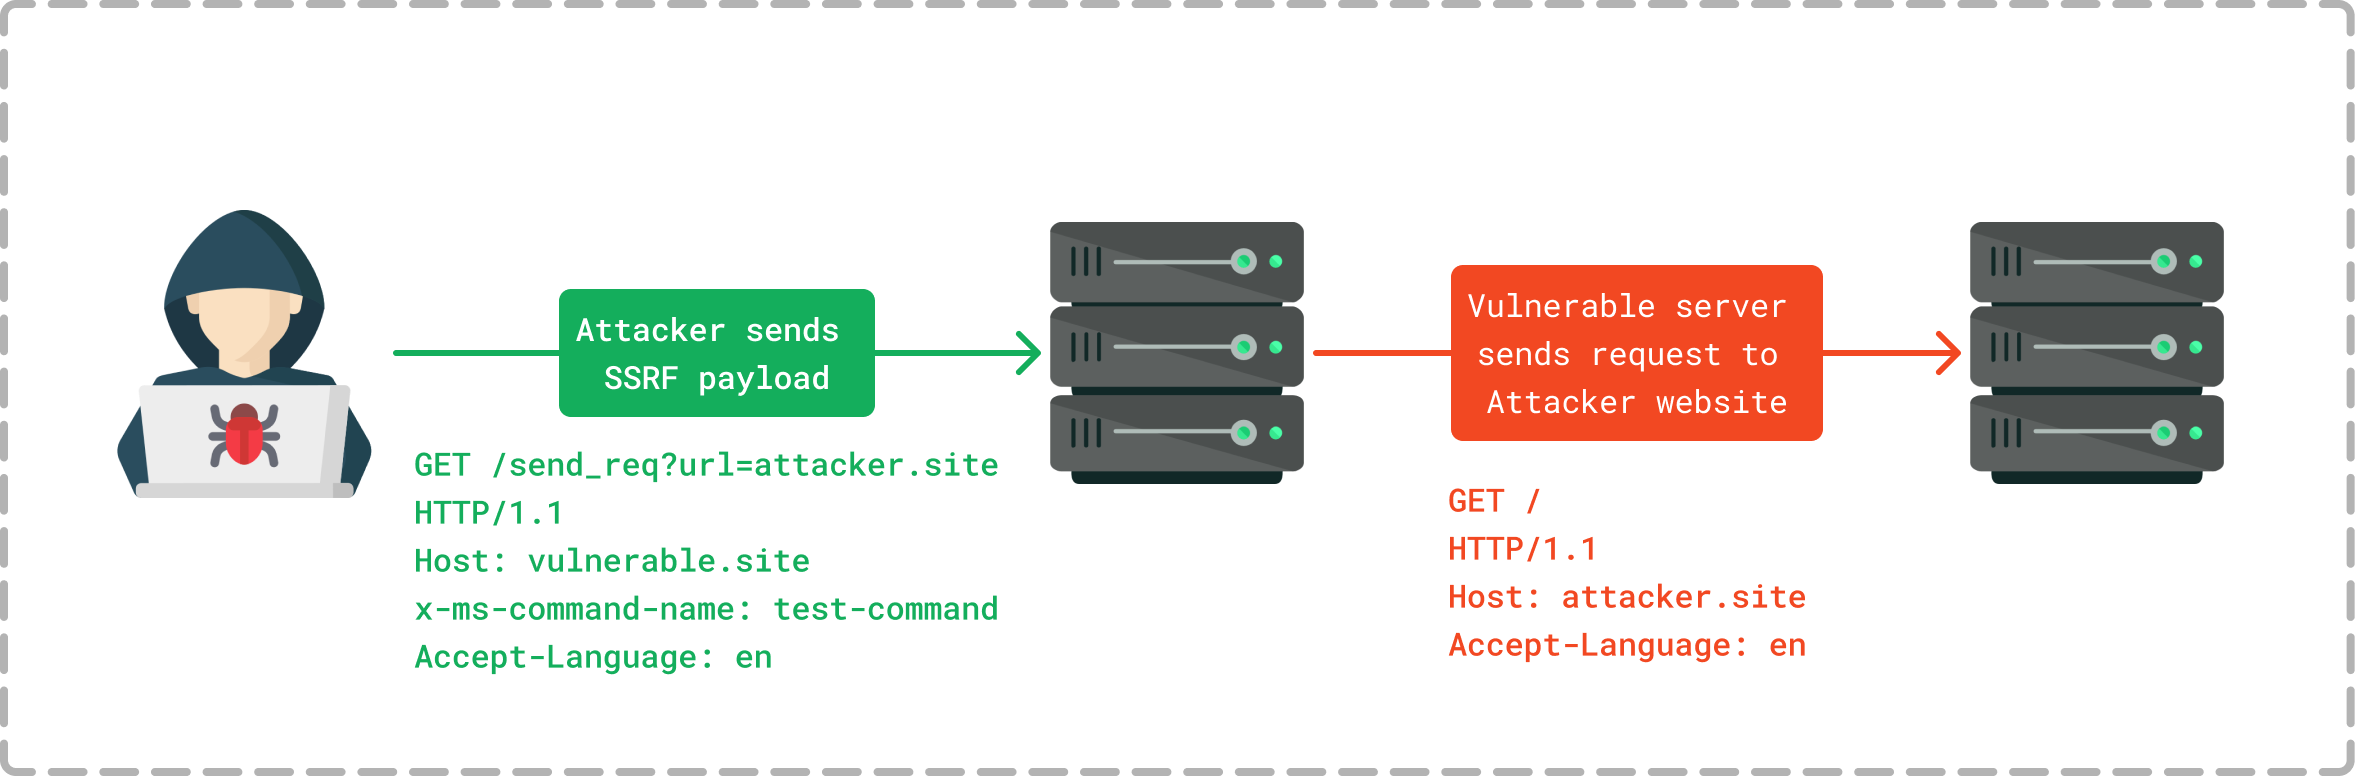 Attacker sends
SSRF payload
GET /send_req?url=attacker.site
HTTP/1.1
Host: vulnerable.site
x-ms-command-name: test-command
Accept-Language: en
Vulnerable server
sends request to
Attacker website
GET /
HTTP/1.1
Host: attacker.site
Accept-Language: en